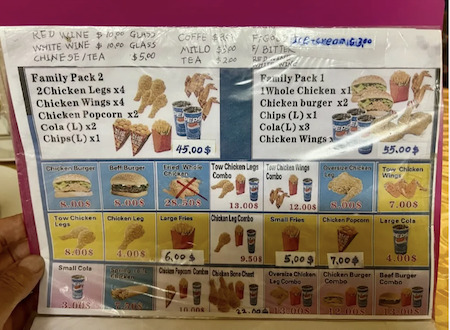 RED WINE $10.00 GLASS
WHITE WINE $10.00 GLASS
CHINESE/TEA $5.00
COFFE
MILLO $3.00
TEA $2.00
Ice-cream
Family Pack 2
2Chicken Legs x4
Chicken Wings x4
Chicken Popcorn x2
Cola (L) x2
Chips(L) x1
45.00$
Family Pack 1
1Whole Chicken x1
Chicken burger x2
Chips (L) x1
Cola(L) x3
Chicken Wings
55.00$
Chicken Burger
8.00$
Beff Burger
8.00$
Fried Whole Chicken
28.50$
Tow Chicken Legs Combo
13.00$
Tow Chicken Wings Combo
12.00$
Oversize Chicken
8.00$
Tow Chicken Wings
7.00$
Tow Chicken Legs
8.00$
Chicken Leg
4.00$
Large Fries
6.00$
Chicken Leg Combo
9.50$
Small Fries
5.00$
Chicken Popcorn
7.00$
Large Cola
4.00$
Small Cola
3.00$
Chicken Popcorn Combo
10.00$
Chicken Bone Chest
22.00$
Oversize Chicken Combo
Chicken Burger Combo
Beef Burger Combo